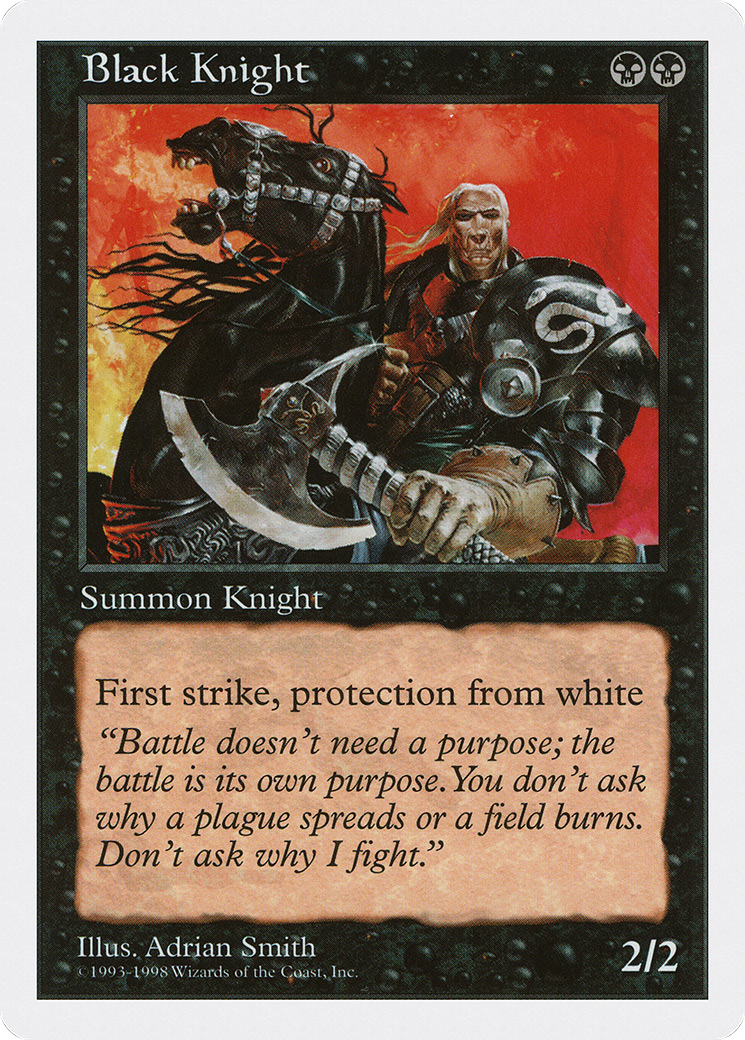 Black Knight
Summon Knight
First strike, protection from white
“Battle doesn’t need a purpose; the
battle is its own purpose. You don’t ask
why a plague spreads or a field burns.
Don’t ask why I fight.”
Illus. Adrian Smith
©1993-1998 Wizards of the Coast, Inc.
2/2